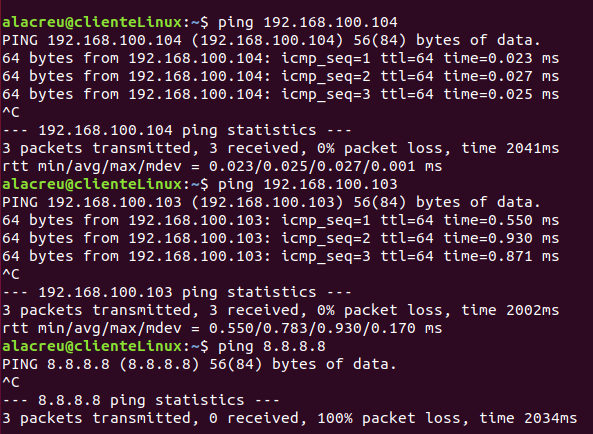 alacreu@clienteLinux:~$ ping 192.168.100.104
PING 192.168.100.104 (192.168.100.104) 56(84) bytes of data.
64 bytes from 192.168.100.104: icmp_seq=1 ttl=64 time=0.023 ms
64 bytes from 192.168.100.104: icmp_seq=2 ttl=64 time=0.027 ms
64 bytes from 192.168.100.104: icmp_seq=3 ttl=64 time=0.025 ms
^C
--- 192.168.100.104 ping statistics ---
3 packets transmitted, 3 received, 0% packet loss, time 2041ms
rtt min/avg/max/mdev = 0.023/0.025/0.027/0.001 ms
alacreu@clienteLinux:~$ ping 192.168.100.103
PING 192.168.100.103 (192.168.100.103) 56(84) bytes of data.
64 bytes from 192.168.100.103: icmp_seq=1 ttl=64 time=0.550 ms
64 bytes from 192.168.100.103: icmp_seq=2 ttl=64 time=0.930 ms
64 bytes from 192.168.100.103: icmp_seq=3 ttl=64 time=0.871 ms
^C
--- 192.168.100.103 ping statistics ---
3 packets transmitted, 3 received, 0% packet loss, time 2002ms
rtt min/avg/max/mdev = 0.550/0.783/0.930/0.170 ms
alacreu@clienteLinux:~$ ping 8.8.8.8
PING 8.8.8.8 (8.8.8.8) 56(84) bytes of data.
^C
--- 8.8.8.8 ping statistics ---
3 packets transmitted, 0 received, 100% packet loss, time 2034ms